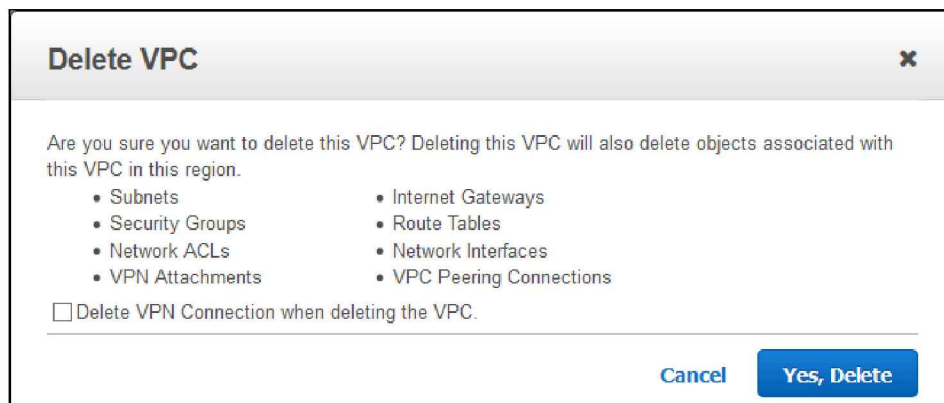 Delete VPC
Are you sure you want to delete this VPC? Deleting this VPC will also delete objects associated with
this VPC in this region.
• Subnets • Internet Gateways
• Security Groups • Route Tables
• Network ACLs • Network Interfaces
• VPN Attachments • VPC Peering Connections
Delete VPN Connection when deleting the VPC.
Cancel Yes, Delete